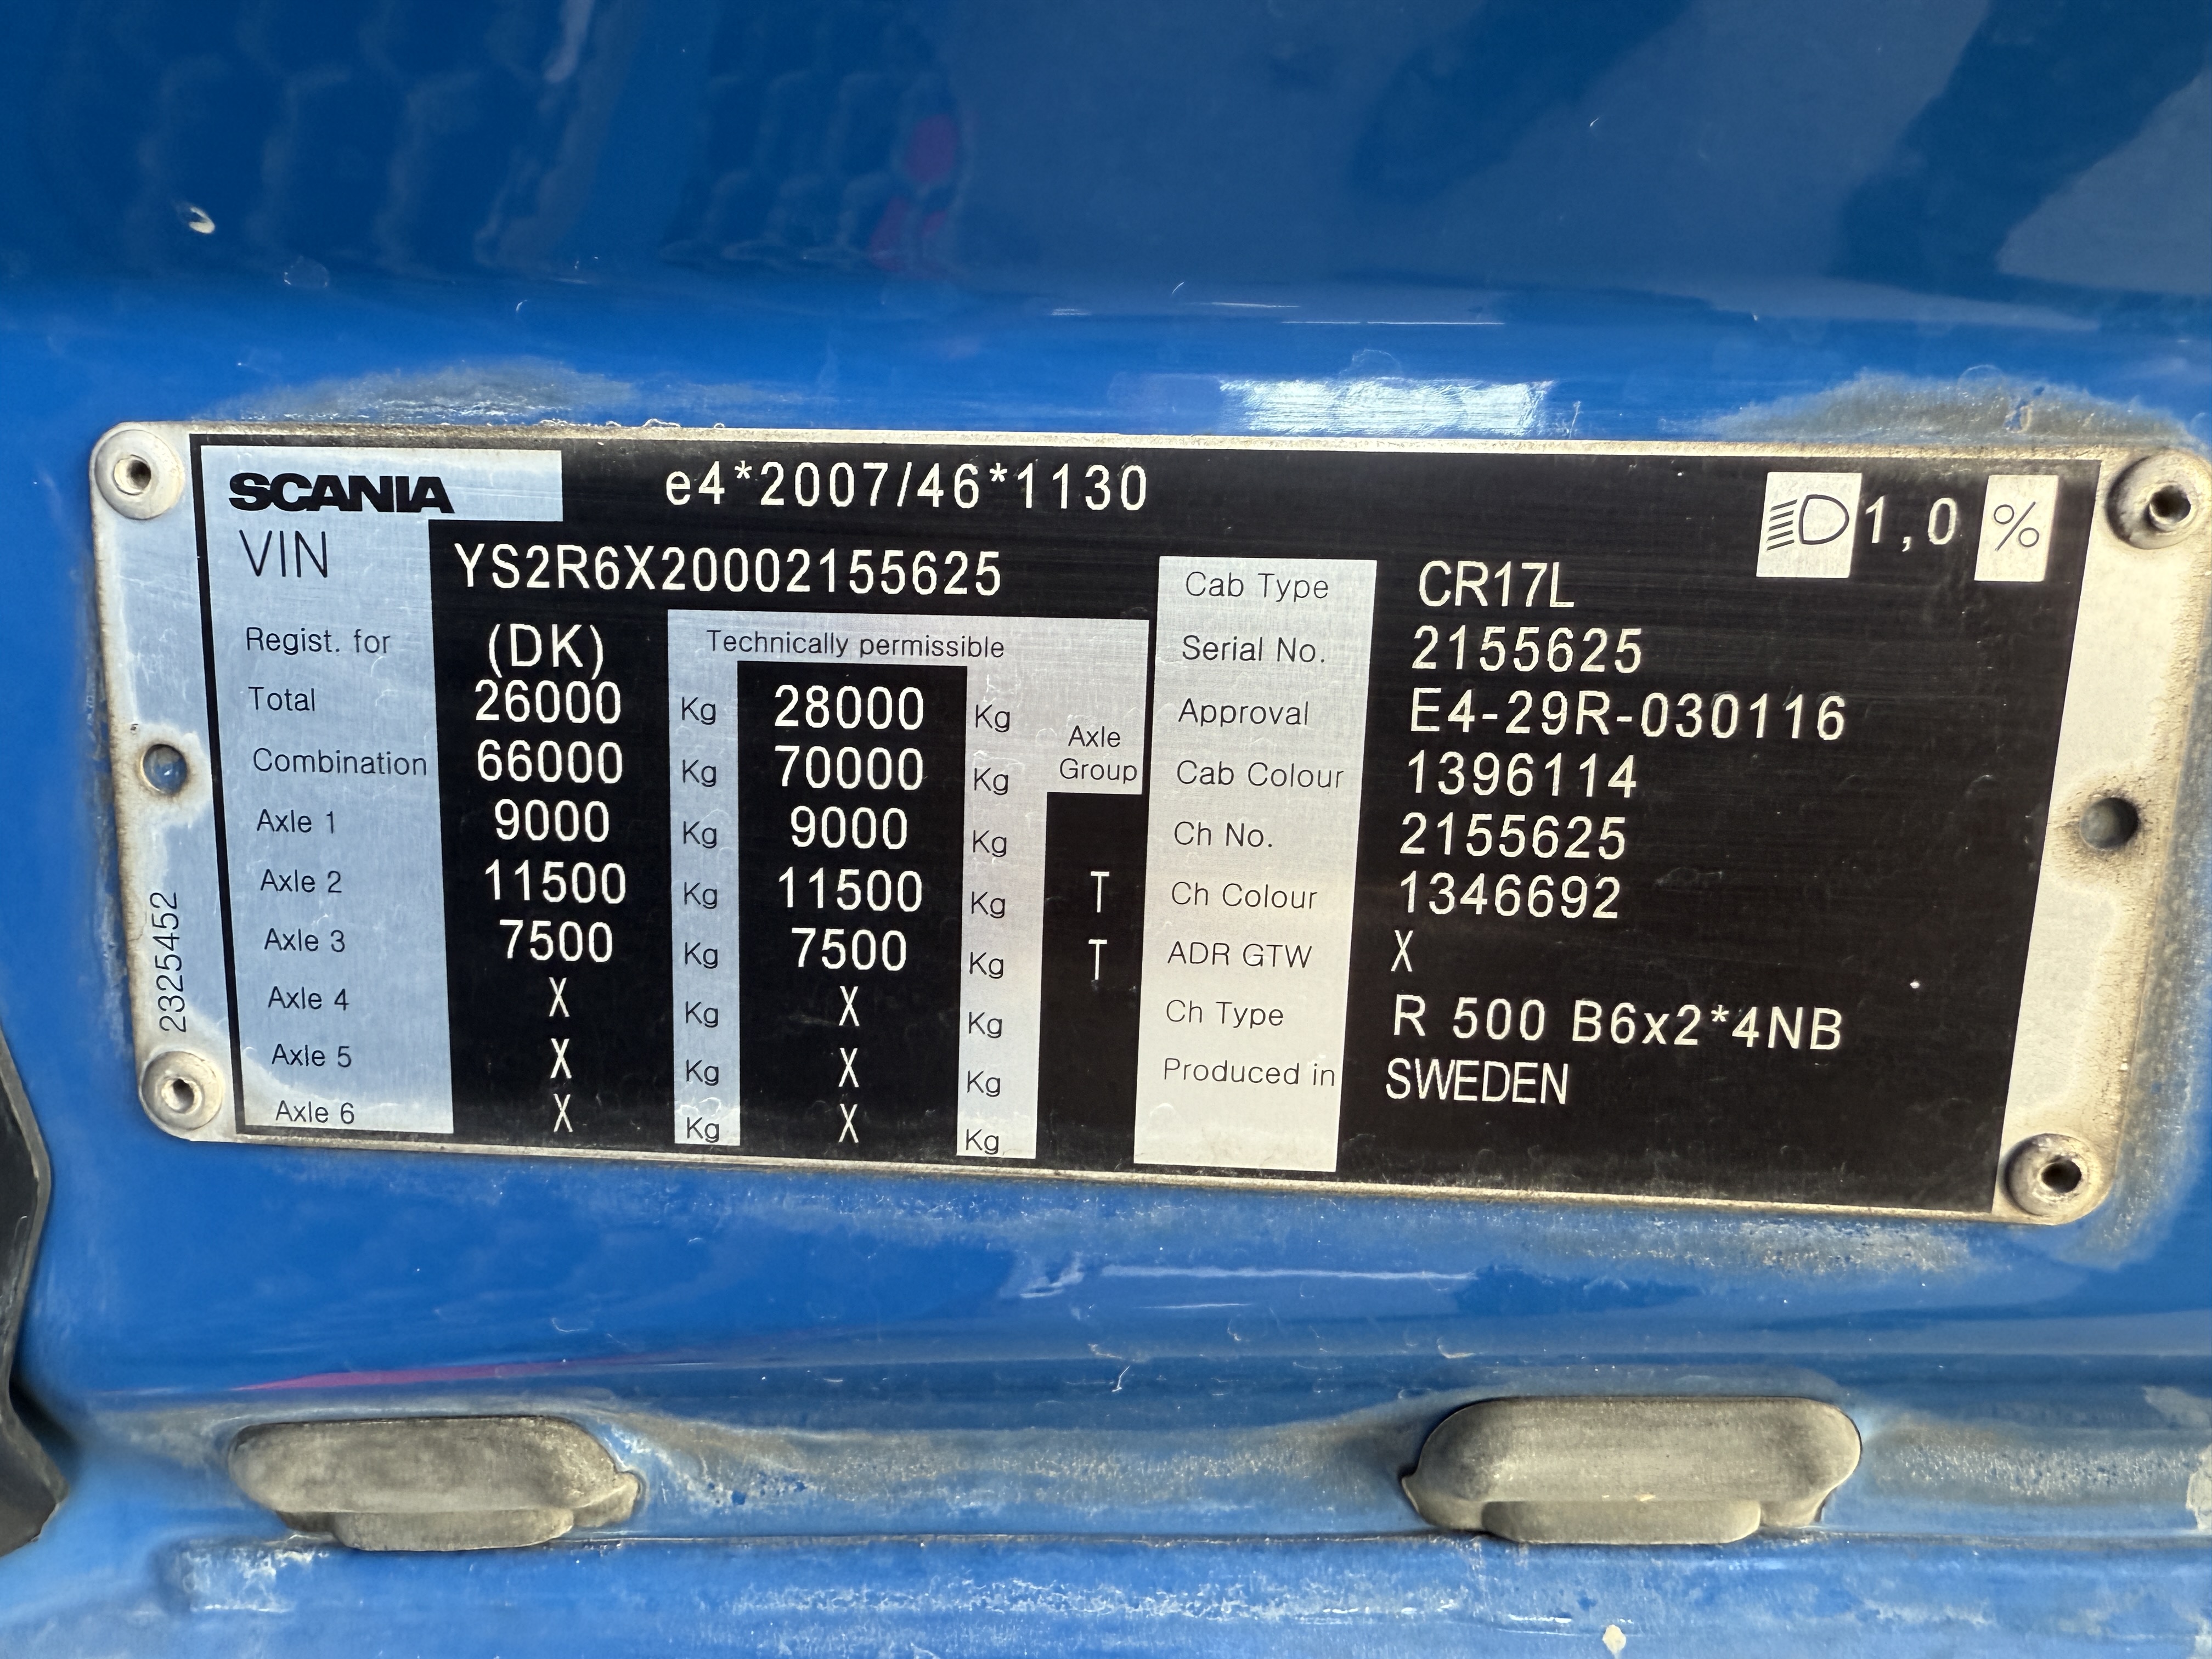 SCANIA e4*2007/46*1130 1,0 %
VIN YS2R6X20002155625
Regist. for (DK) Technically permissible
Total 26000 Kg 28000 Kg
Combination 66000 Kg 70000 Kg Axle Group
Axle 1 9000 Kg 9000 Kg
Axle 2 11500 Kg 11500 Kg T
Axle 3 7500 Kg 7500 Kg T
Axle 4 X Kg X Kg
Axle 5 X Kg X Kg
Axle 6 X Kg X Kg
Cab Type CR17L
Serial No. 2155625
Approval E4-29R-030116
Cab Colour 1396114
Ch No. 2155625
Ch Colour 1346692
ADR GTW X
Ch Type R 500 B6x2*4NB
Produced in SWEDEN
2325452